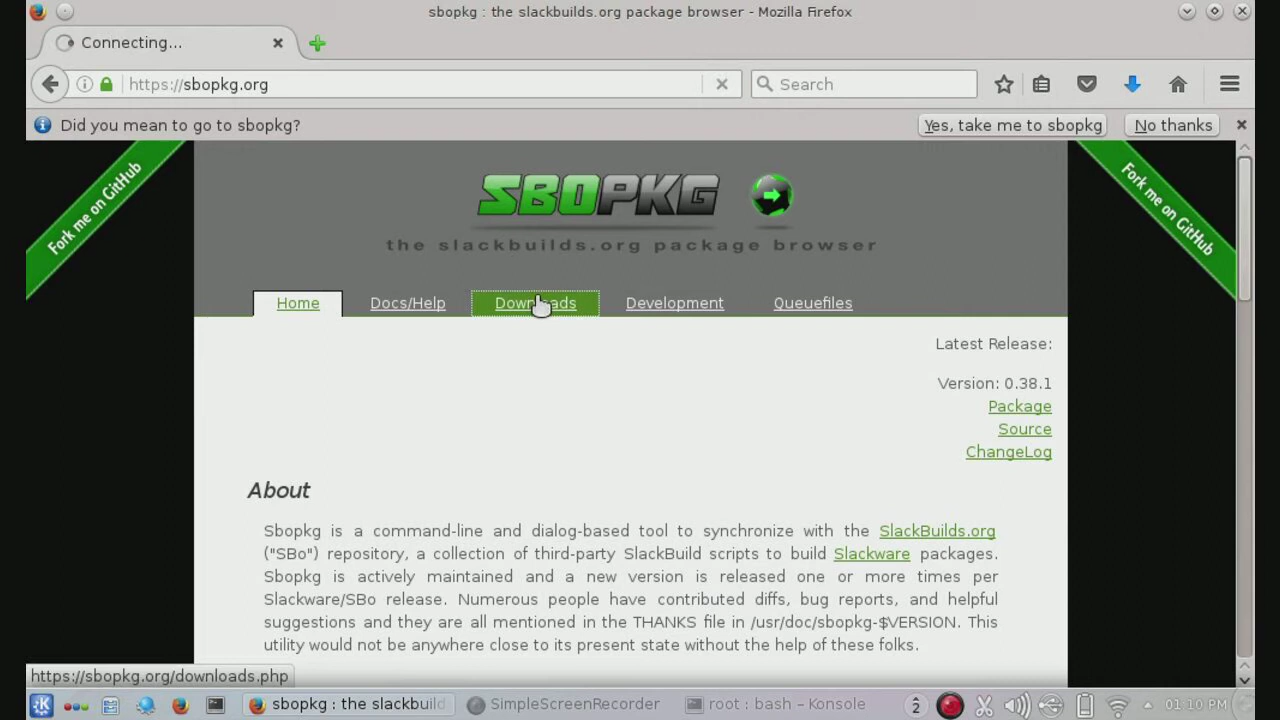 sbopkg : the slackbuilds.org package browser - Mozilla Firefox
Connecting...
https://sbopkg.org
Search
Did you mean to go to sbopkg?
Yes, take me to sbopkg
No thanks
Fork me on GitHub
SBOPKG
Fork me on GitHub
the slackbuilds.org package browser
Home
Docs/Help
Downloads
Development
Queuefiles
Latest Release:
Version: 0.38.1
Package
Source
ChangeLog
About
Sbopkg is a command-line and dialog-based tool to synchronize with the SlackBuilds.org
("SBo") repository, a collection of third-party SlackBuild scripts to build Slackware packages.
Sbopkg is actively maintained and a new version is released one or more times per
Slackware/SBo release. Numerous people have contributed diffs, bug reports, and helpful
suggestions and they are all mentioned in the THANKS file in /usr/doc/sbopkg-$VERSION. This
utility would not be anywhere close to its present state without the help of these folks.
https://sbopkg.org/downloads.php
sbopkg : the slackbuild
SimpleScreenRecorder
root : bash – Konsole
2
01:10 PM